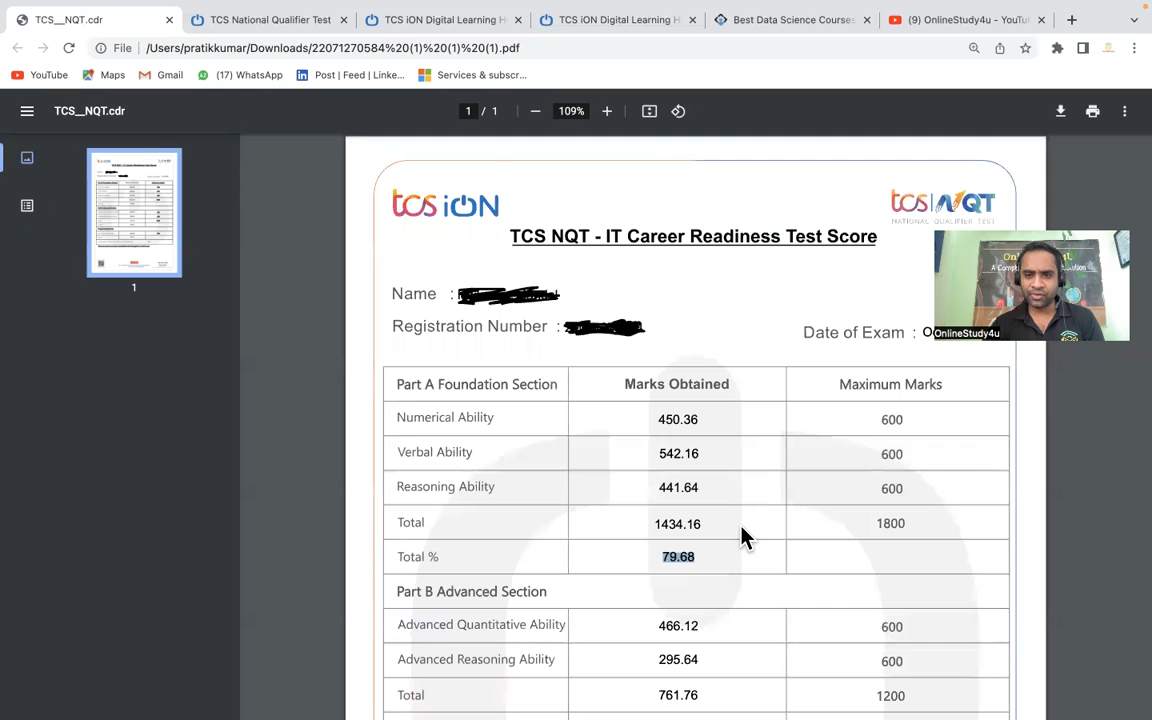 TCS__NQT.cdr
TCS National Qualifier Test
TCS iON Digital Learning H
TCS iON Digital Learning H
Best Data Science Courses
(9) OnlineStudy4u - YouTu
File /Users/pratikkumar/Downloads/22071270584%20(1)%20(1)%20(1).pdf
YouTube
Maps
Gmail
(17) WhatsApp
Post | Feed | Linke...
Services & subscr...
TCS__NQT.cdr
1 / 1
109%
1
tcs iON
tcs NQT
NATIONAL QUALIFIER TEST
TCS NQT - IT Career Readiness Test Score
Name :
Registration Number :
Date of Exam :
OnlineStudy4u
Part A Foundation Section Marks Obtained Maximum Marks
Numerical Ability 450.36 600
Verbal Ability 542.16 600
Reasoning Ability 441.64 600
Total 1434.16 1800
Total % 79.68
Part B Advanced Section
Advanced Quantitative Ability 466.12 600
Advanced Reasoning Ability 295.64 600
Total 761.76 1200